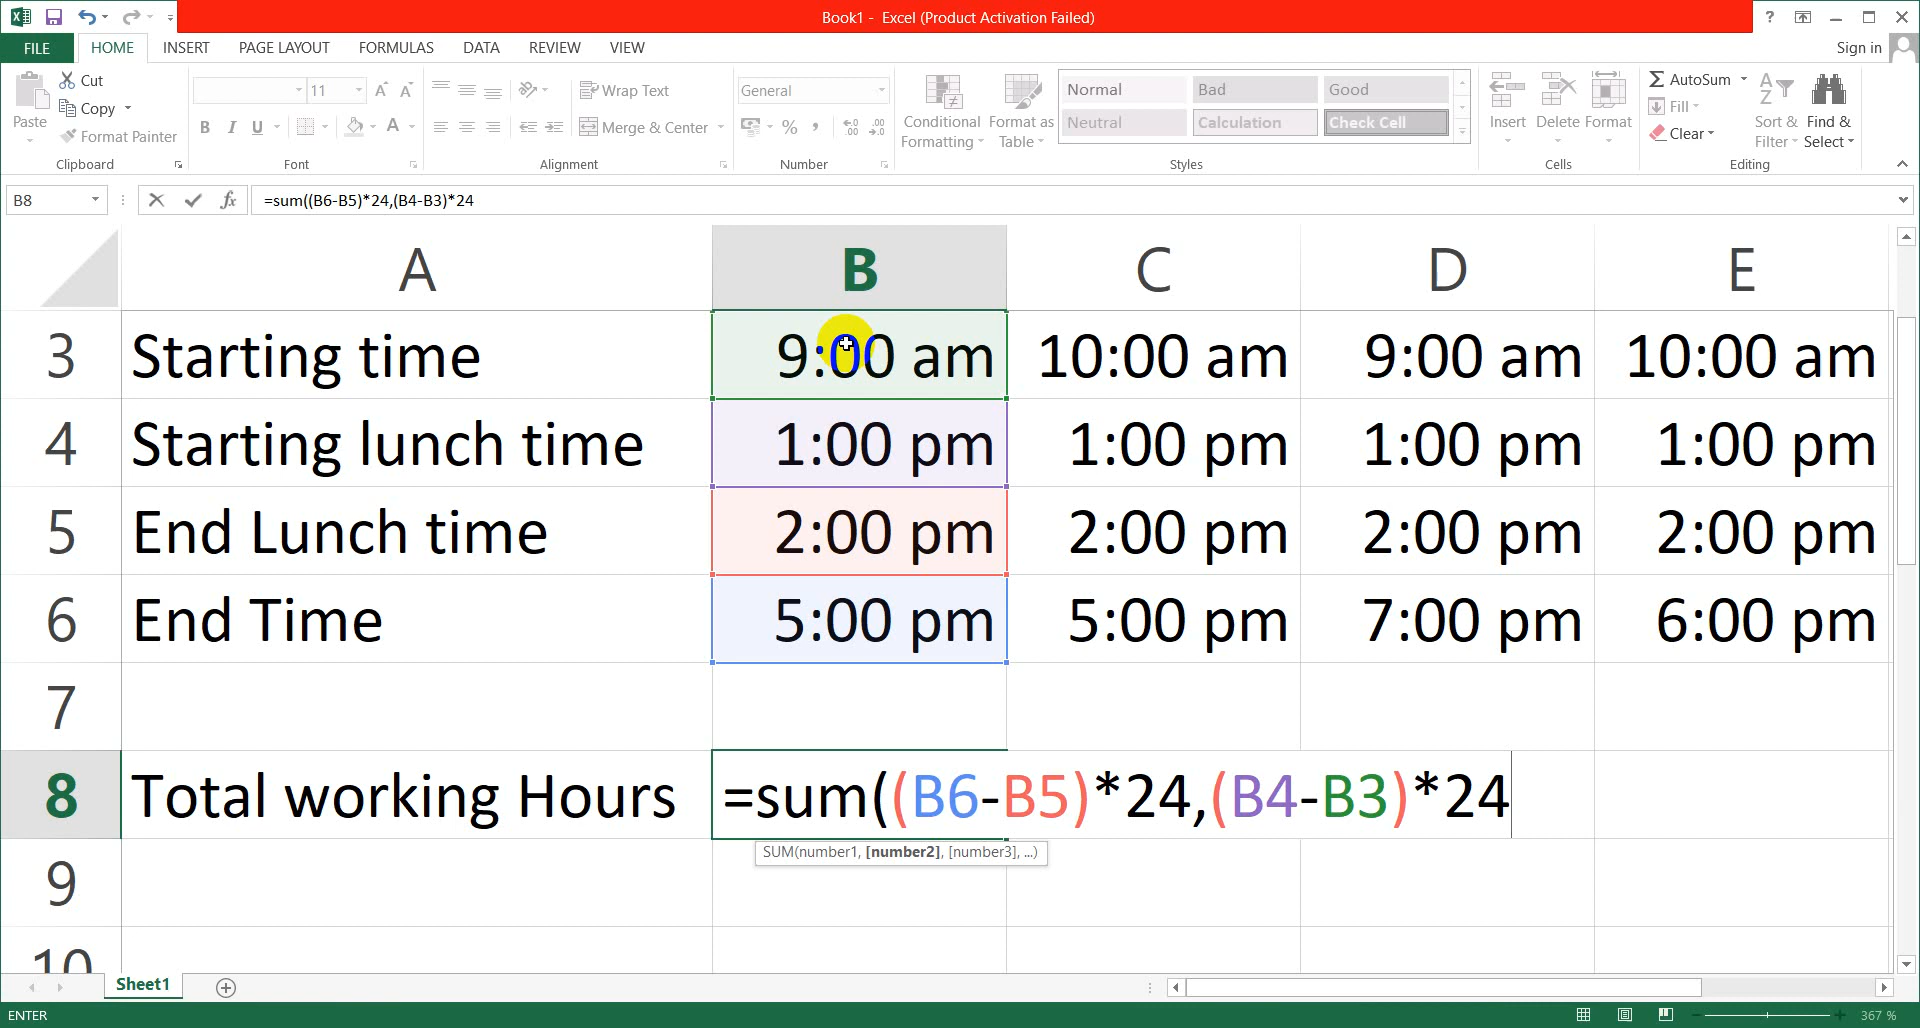 Book1 - Excel (Product Activation Failed)
?
FILE HOME INSERT PAGE LAYOUT FORMULAS DATA REVIEW VIEW Sign in
Paste
Cut
Copy
Format Painter
Clipboard
11
A A
B I U A
Font
Wrap Text
Merge & Center
Alignment
General
% ,
Number
Conditional Formatting
Format as Table
Normal Bad Good
Neutral Calculation Check Cell
Styles
Insert Delete Format
Cells
AutoSum
Fill
Clear
Sort & Filter
Find & Select
Editing
B8 fx =sum((B6-B5)*24,(B4-B3)*24
A B C D E
3 Starting time 9:00 am 10:00 am 9:00 am 10:00 am
4 Starting lunch time 1:00 pm 1:00 pm 1:00 pm 1:00 pm
5 End Lunch time 2:00 pm 2:00 pm 2:00 pm 2:00 pm
6 End Time 5:00 pm 5:00 pm 7:00 pm 6:00 pm
7
8 Total working Hours =sum((B6-B5)*24,(B4-B3)*24
SUM(number1, [number2], [number3], ...)
9
10
Sheet1
ENTER 367 %